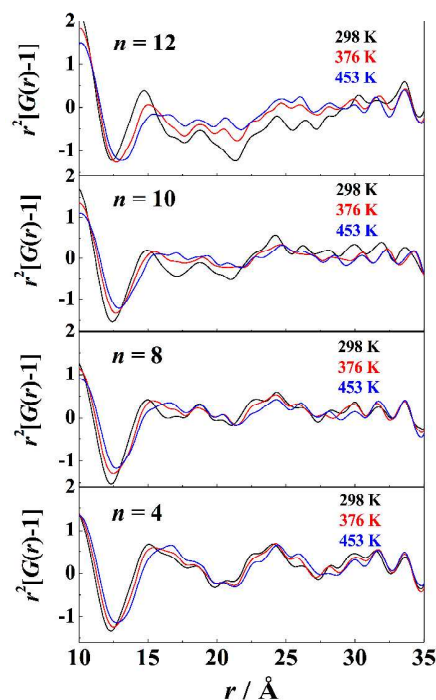 2
1
0
-1
r²[G(r)-1]
n = 12
298 K
376 K
453 K
2
1
0
-1
r²[G(r)-1]
n = 10
298 K
376 K
453 K
2
1
0
-1
r²[G(r)-1]
n = 8
298 K
376 K
453 K
2
1
0
-1
r²[G(r)-1]
n = 4
298 K
376 K
453 K
10 15 20 25 30 35
r / Å